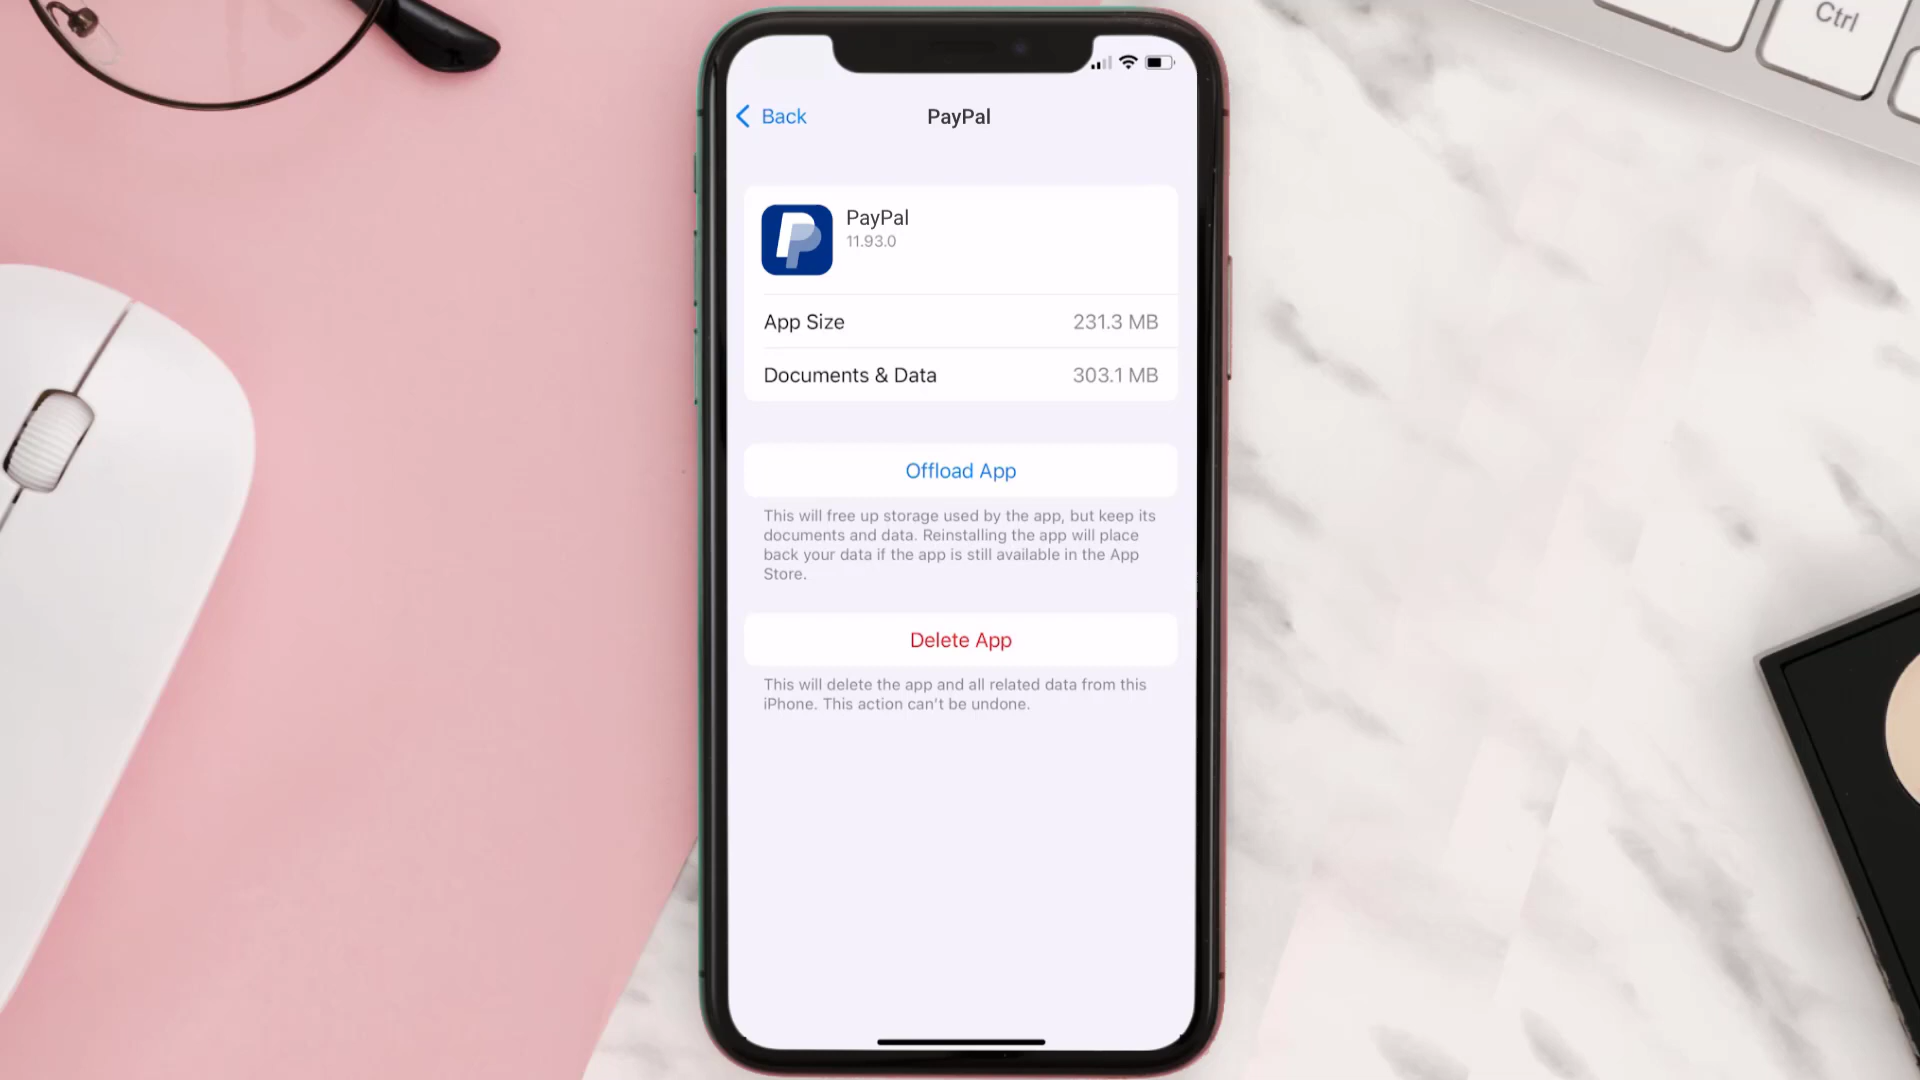 Ctrl
Back
PayPal
PayPal
11.93.0
App Size
231.3 MB
Documents & Data
303.1 MB
Offload App
This will free up storage used by the app, but keep its
documents and data. Reinstalling the app will place
back your data if the app is still available in the App
Store.
Delete App
This will delete the app and all related data from this
iPhone. This action can't be undone.